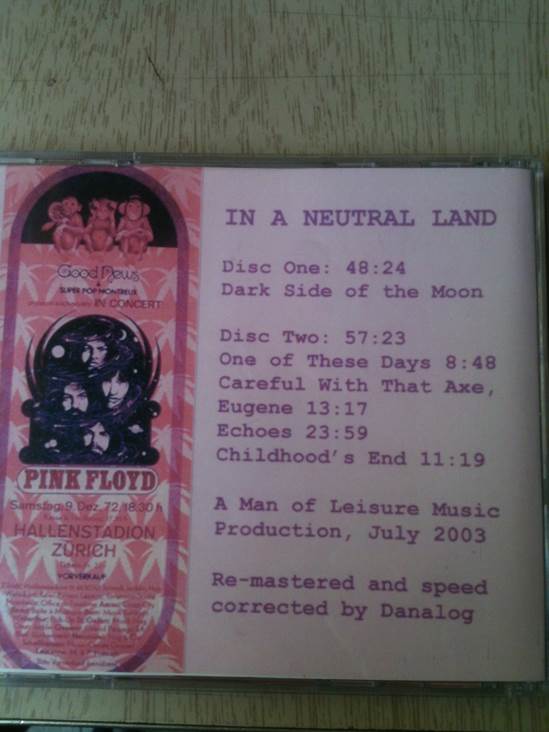 Good News
SUPER POP MONTREUX
IN CONCERT
PINK FLOYD
Samstag 9. Dez. 72 / 18.30 h
HALLENSTADION
ZÜRICH
VORVERKAUF
IN A NEUTRAL LAND
Disc One: 48:24
Dark Side of the Moon
Disc Two: 57:23
One of These Days 8:48
Careful With That Axe,
Eugene 13:17
Echoes 23:59
Childhood's End 11:19
A Man of Leisure Music
Production, July 2003
Re-mastered and speed
corrected by Danalog